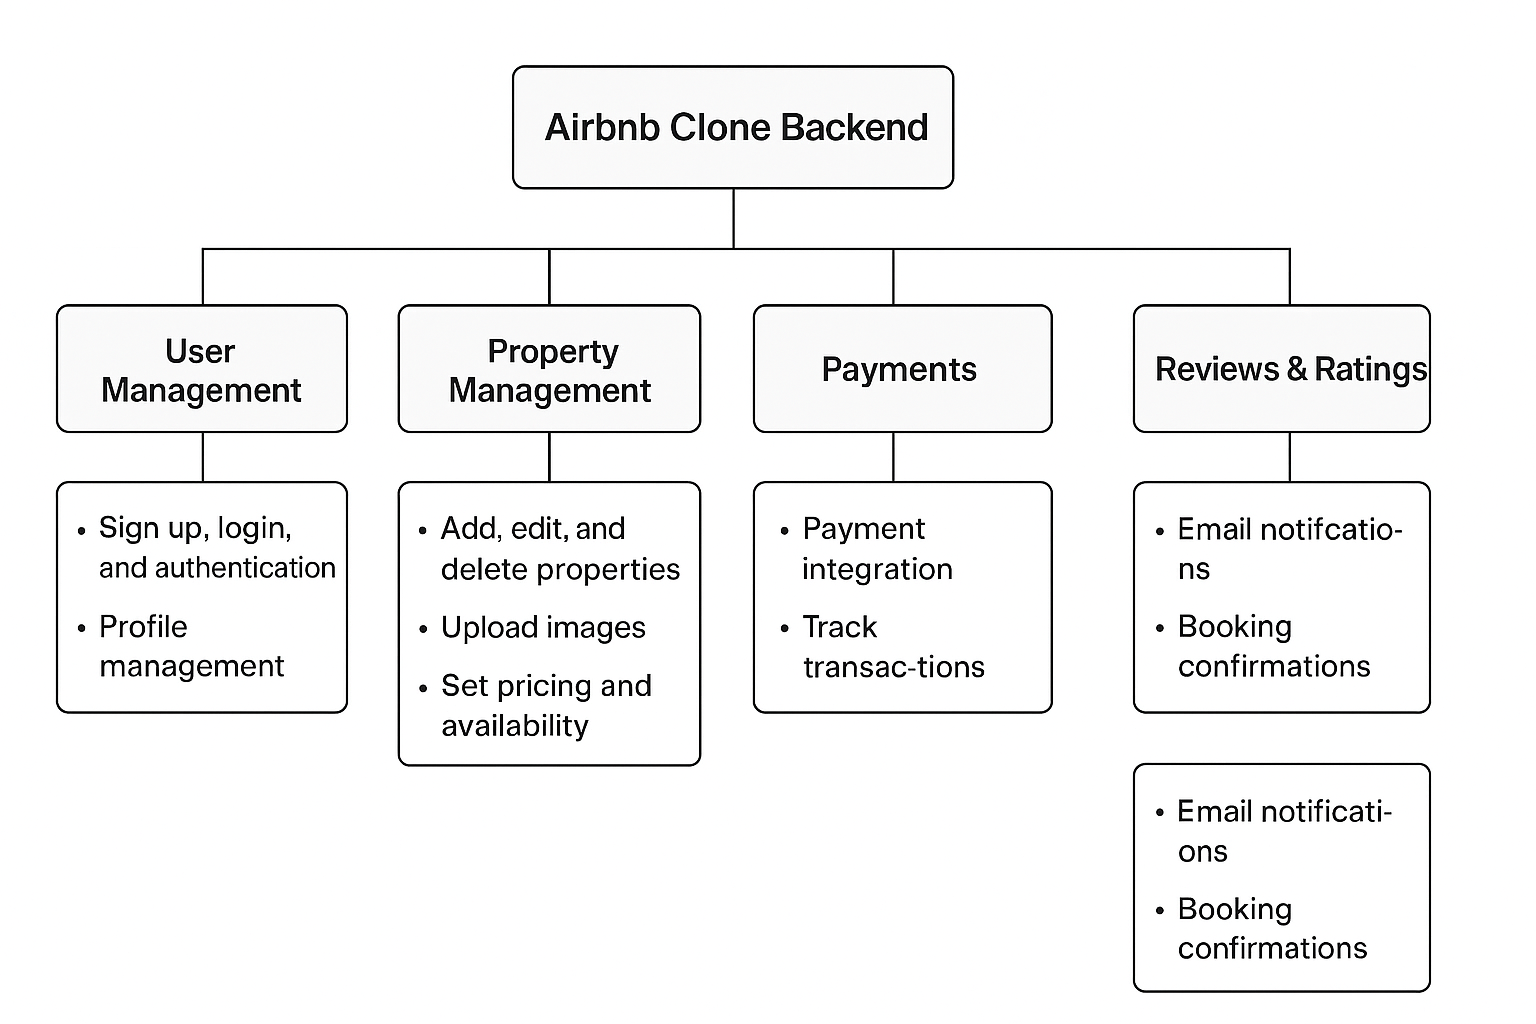 Airbnb Clone Backend
User
Management
Property
Management
Payments
Reviews & Ratings
• Sign up, login,
and authentication
• Profile
management
• Add, edit, and
delete properties
• Upload images
• Set pricing and
availability
• Payment
integration
• Track
transac-tions
• Email notifcatio-
ns
• Booking
confirmations
• Email notificati-
ons
• Booking
confirmations